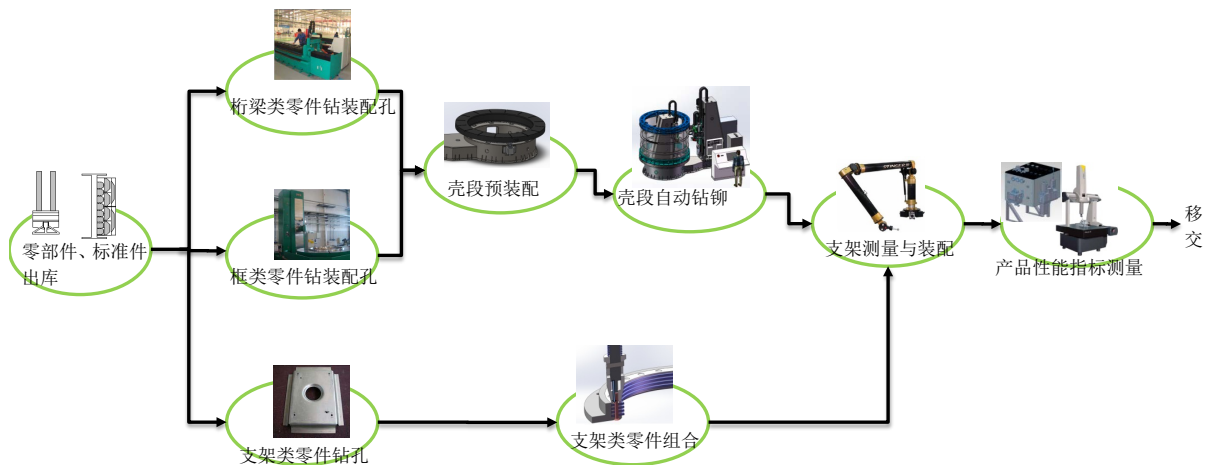 桁梁类零件钻装配孔
壳段预装配
壳段自动钻铆
零部件、标准件
出库
框类零件钻装配孔
支架测量与装配
产品性能指标测量
移
交
支架类零件钻孔
支架类零件组合